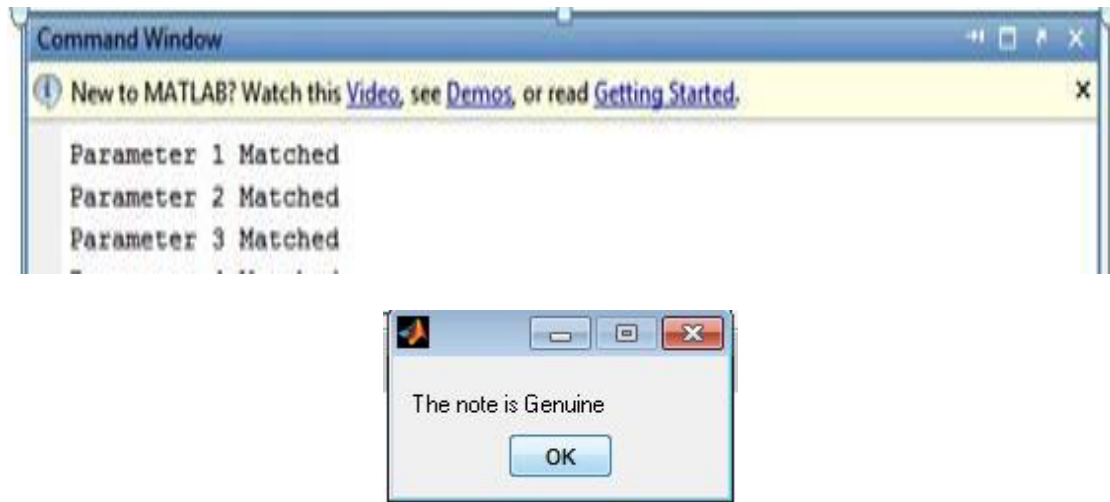 Command Window
New to MATLAB? Watch this Video, see Demos, or read Getting Started.
Parameter 1 Matched
Parameter 2 Matched
Parameter 3 Matched
The note is Genuine
OK